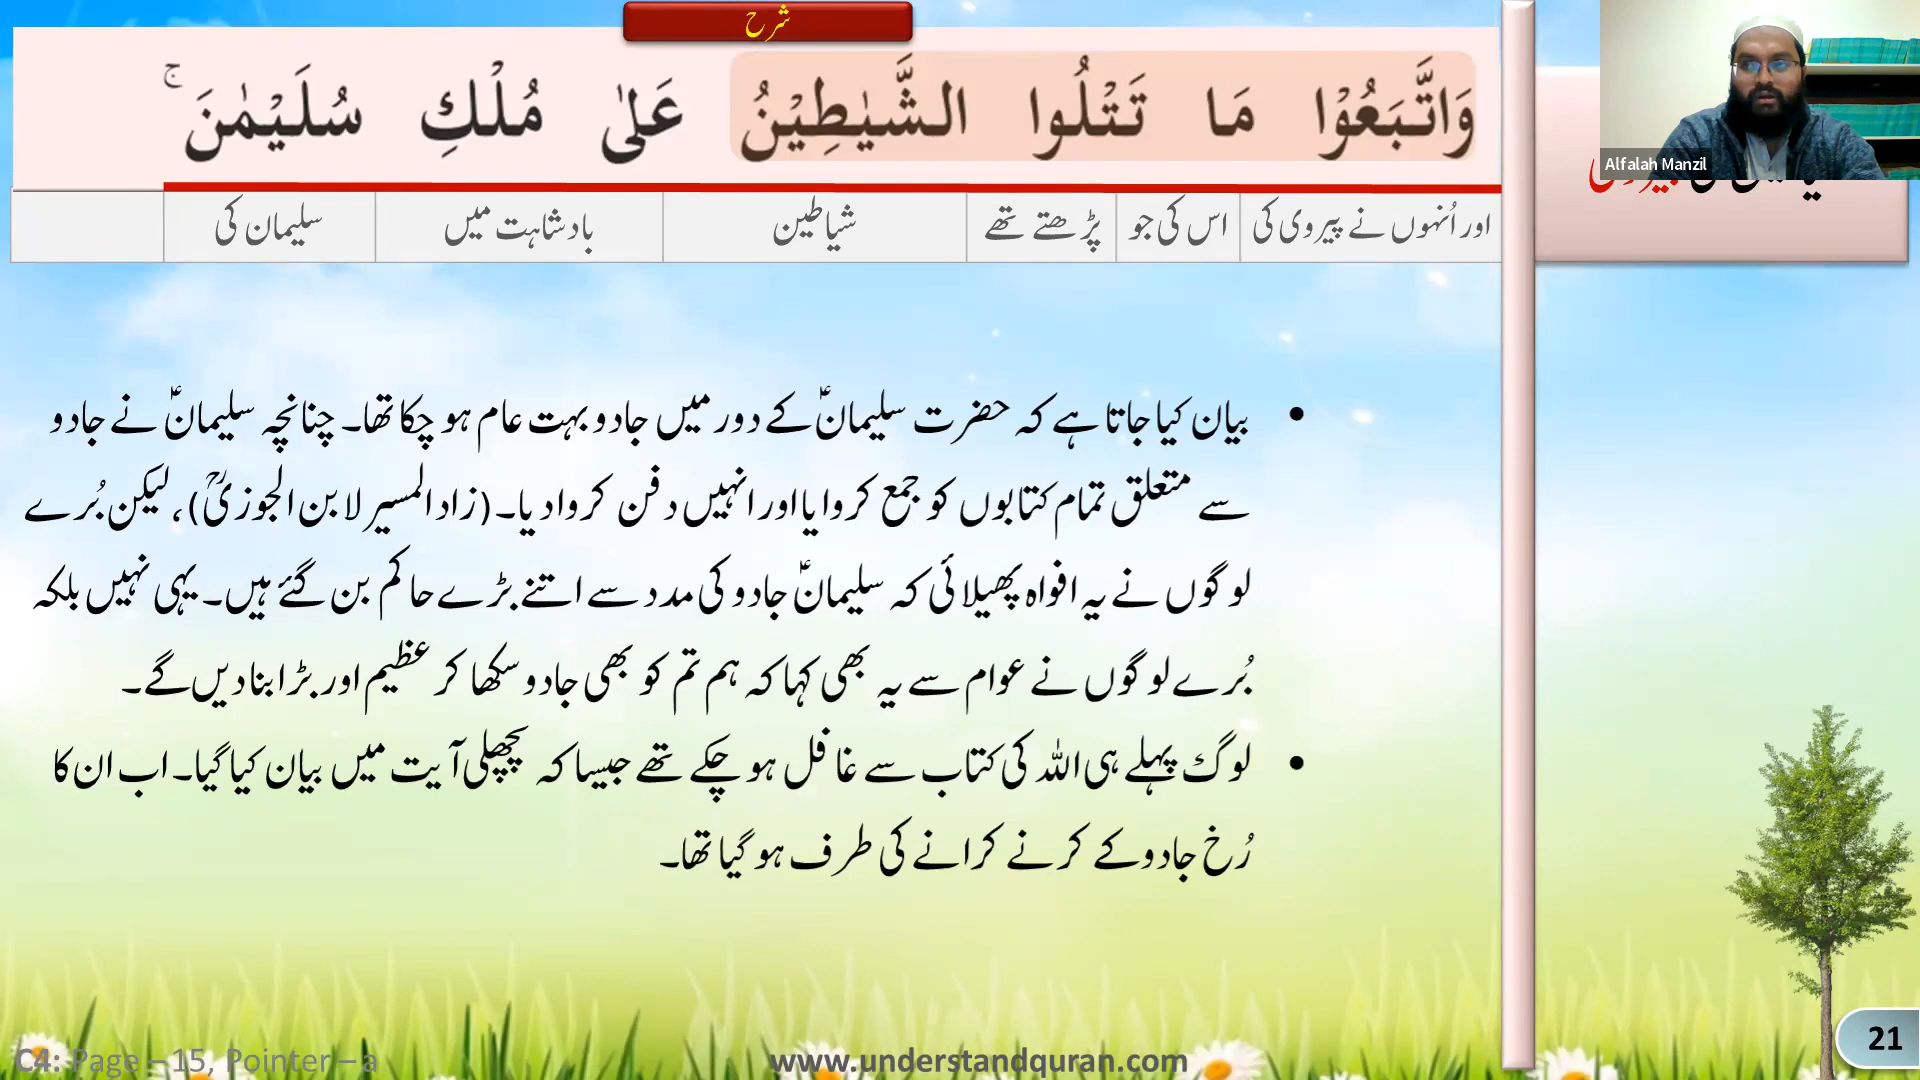 شرح
وَاتَّبَعُوْا مَا تَتْلُوا الشَّيٰطِيْنُ عَلٰى مُلْكِ سُلَيْمٰنَ ۚ
اور اُنہوں نے پیروی کی اس کی جو پڑھتے تھے شیاطین بادشاہت میں سلیمان کی
Alfalah Manzil
• بیان کیا جاتا ہے کہ حضرت سلیمانؑ کے دور میں جادو بہت عام ہو چکا تھا۔ چنانچہ سلیمانؑ نے جادو
سے متعلق تمام کتابوں کو جمع کروایا اور انہیں دفن کروا دیا۔ (زاد المسیر لابن الجوزیؒ)، لیکن بُرے
لوگوں نے یہ افواہ پھیلائی کہ سلیمانؑ جادو کی مدد سے اتنے بڑے حاکم بن گئے ہیں۔ یہی نہیں بلکہ
بُرے لوگوں نے عوام سے یہ بھی کہا کہ ہم تم کو بھی جادو سکھا کر عظیم اور بڑا بنا دیں گے۔
• لوگ پہلے ہی اللہ کی کتاب سے غافل ہو چکے تھے جیسا کہ پچھلی آیت میں بیان کیا گیا۔ اب ان کا
رُخ جادو کے کرنے کرانے کی طرف ہو گیا تھا۔
C4: Page – 15, Pointer – a
www.understandquran.com
21